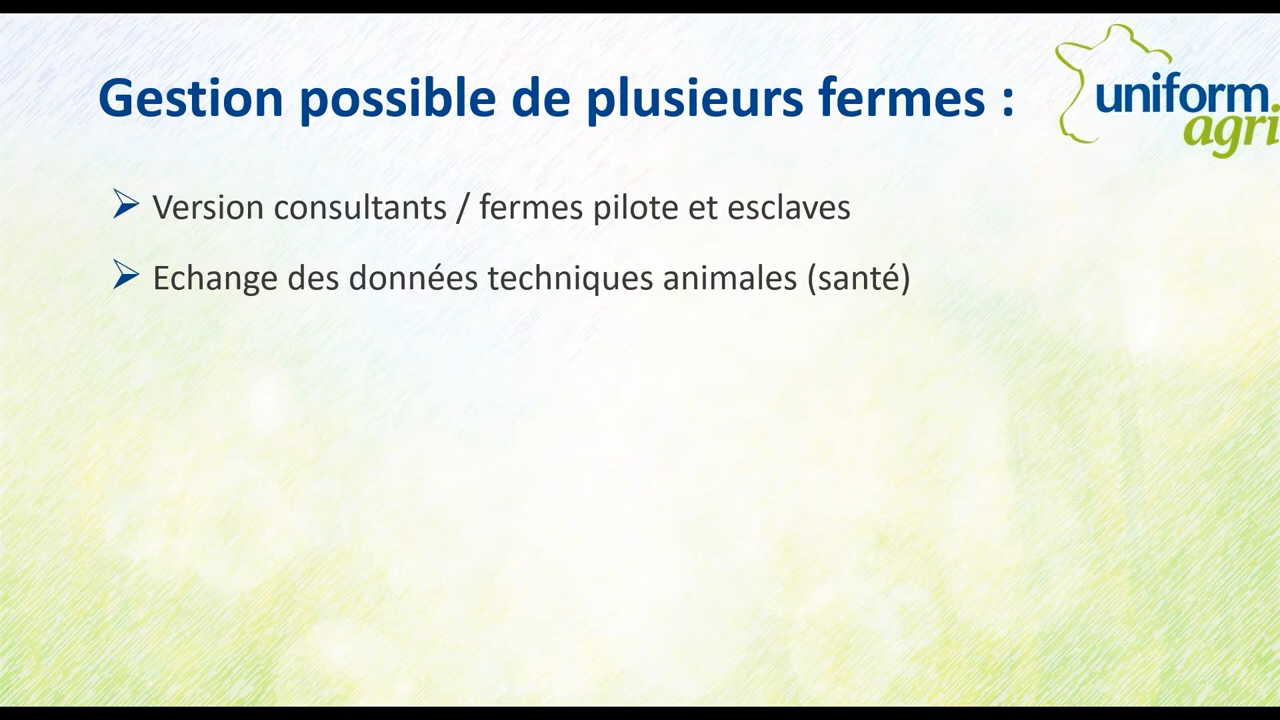 Gestion possible de plusieurs fermes :
uniform.
agri
Version consultants / fermes pilote et esclaves
Echange des données techniques animales (santé)